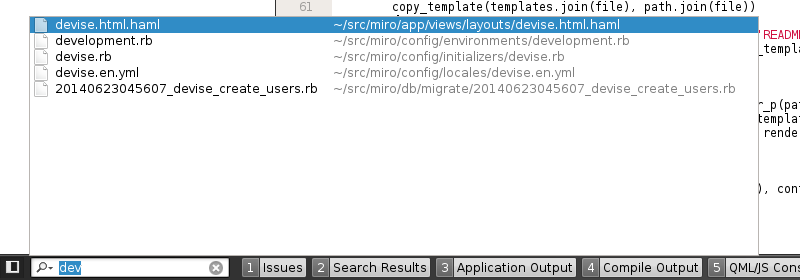 61 copy_template(templates.join(file), path.join(file))
devise.html.haml ~/src/miro/app/views/layouts/devise.html.haml
development.rb ~/src/miro/config/environments/development.rb
devise.rb ~/src/miro/config/initializers/devise.rb
'README
devise.en.yml ~/src/miro/config/locales/devise.en.yml
20140623045607_devise_create_users.rb ~/src/miro/db/migrate/20140623045607_devise_create_users.rb
r_p(pat
templat
rende
), cont
dev 1 Issues 2 Search Results 3 Application Output 4 Compile Output 5 QML/JS Cons